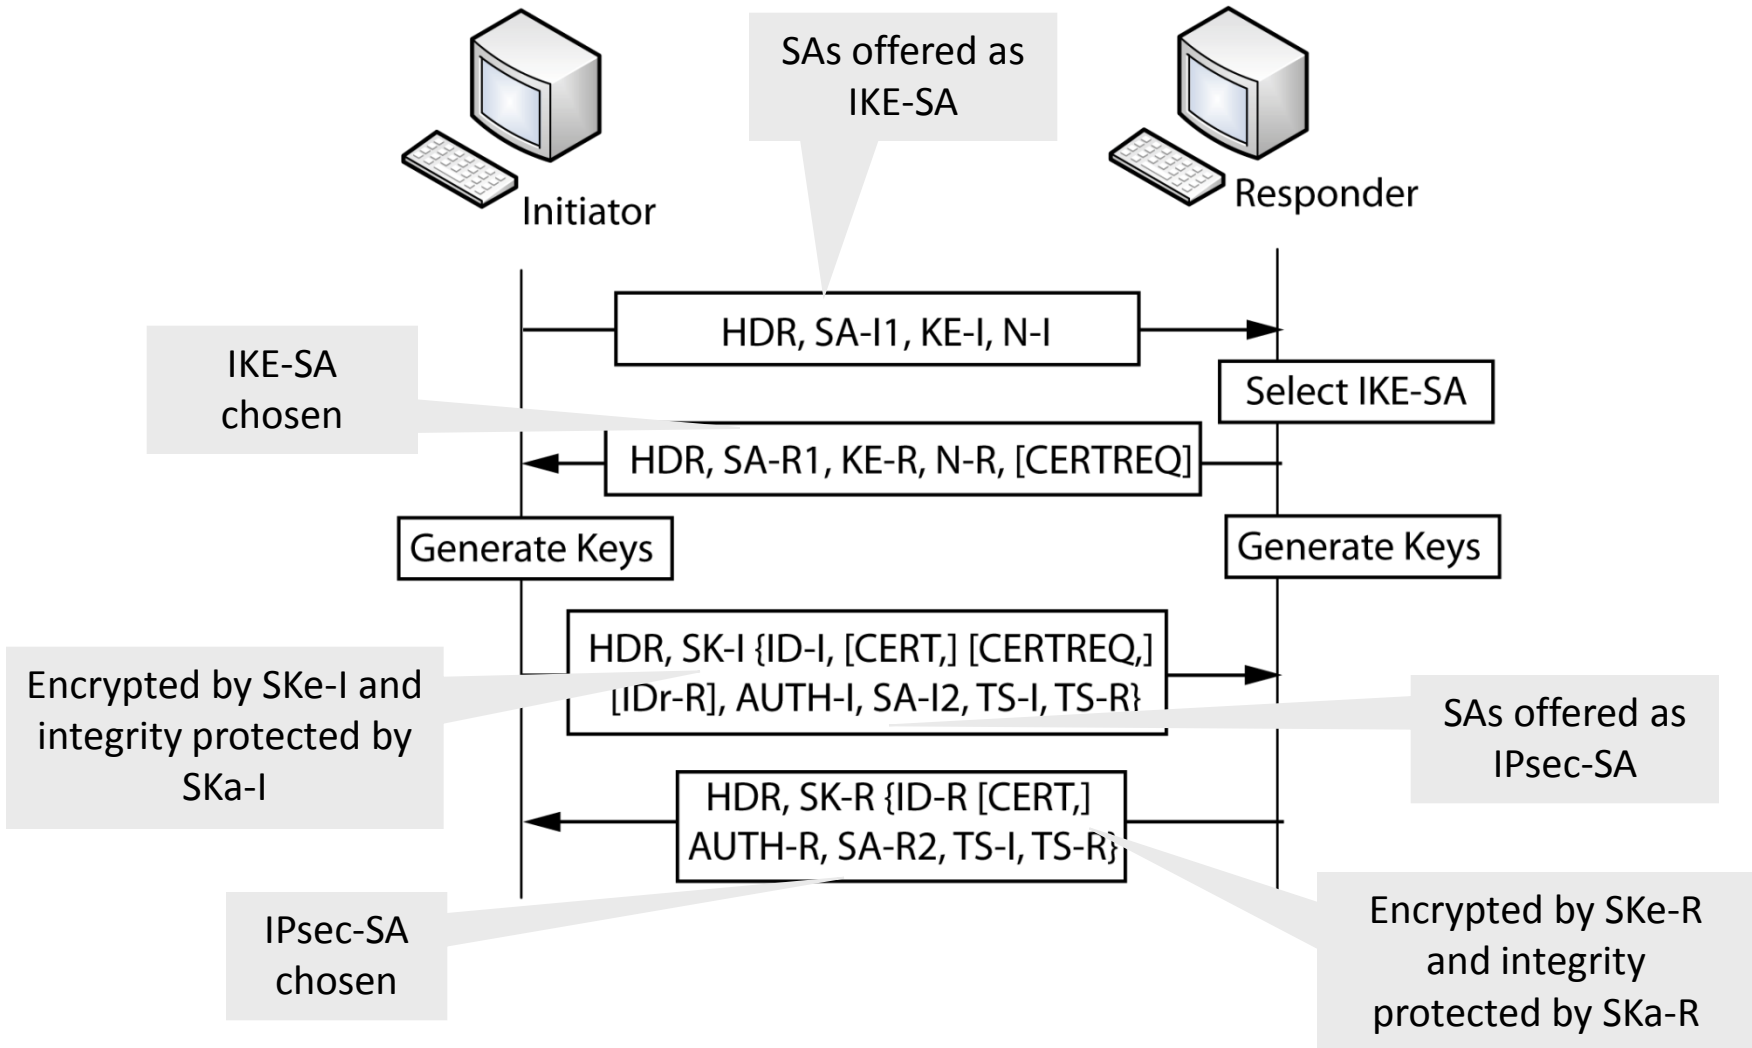 SAs offered as
IKE-SA
Initiator
Responder
HDR, SA-I1, KE-I, N-I
IKE-SA
chosen
Select IKE-SA
HDR, SA-R1, KE-R, N-R, [CERTREQ]
Generate Keys
Generate Keys
HDR, SK-I {ID-I, [CERT,] [CERTREQ,]
[IDr-R], AUTH-I, SA-I2, TS-I, TS-R}
Encrypted by SKe-I and
integrity protected by
SKa-I
SAs offered as
IPsec-SA
HDR, SK-R {ID-R [CERT,]
AUTH-R, SA-R2, TS-I, TS-R}
IPsec-SA
chosen
Encrypted by SKe-R
and integrity
protected by SKa-R